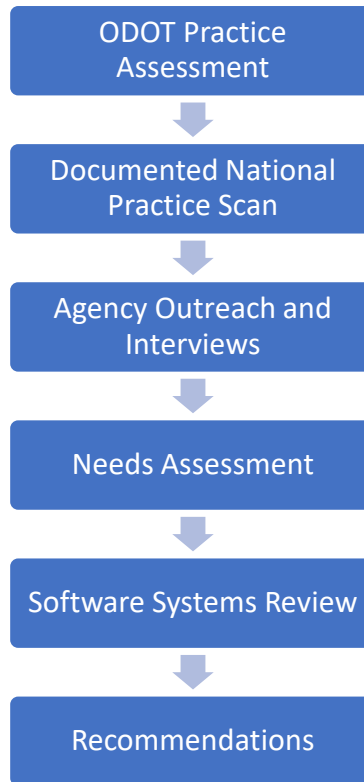 ODOT Practice
Assessment
Documented National
Practice Scan
Agency Outreach and
Interviews
Needs Assessment
Software Systems Review
Recommendations